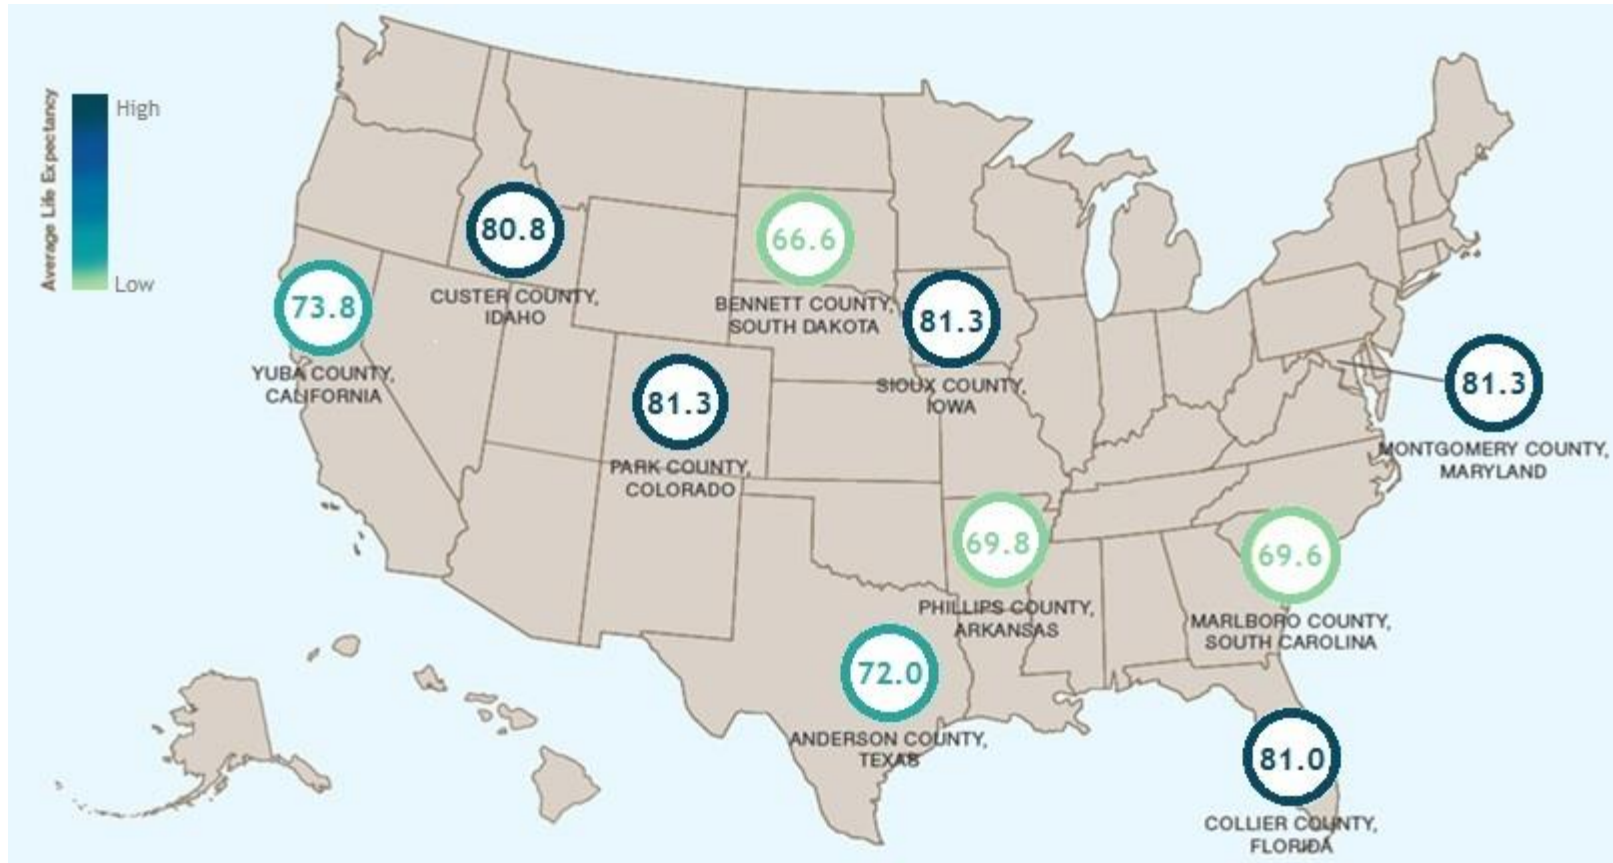 Average Life Expectancy
High
Low
80.8
CUSTER COUNTY,
IDAHO
66.6
BENNETT COUNTY,
SOUTH DAKOTA
73.8
YUBA COUNTY,
CALIFORNIA
81.3
SIOUX COUNTY,
IOWA
81.3
PARK COUNTY,
COLORADO
81.3
MONTGOMERY COUNTY,
MARYLAND
69.8
PHILLIPS COUNTY,
ARKANSAS
69.6
MARLBORO COUNTY,
SOUTH CAROLINA
72.0
ANDERSON COUNTY,
TEXAS
81.0
COLLIER COUNTY,
FLORIDA